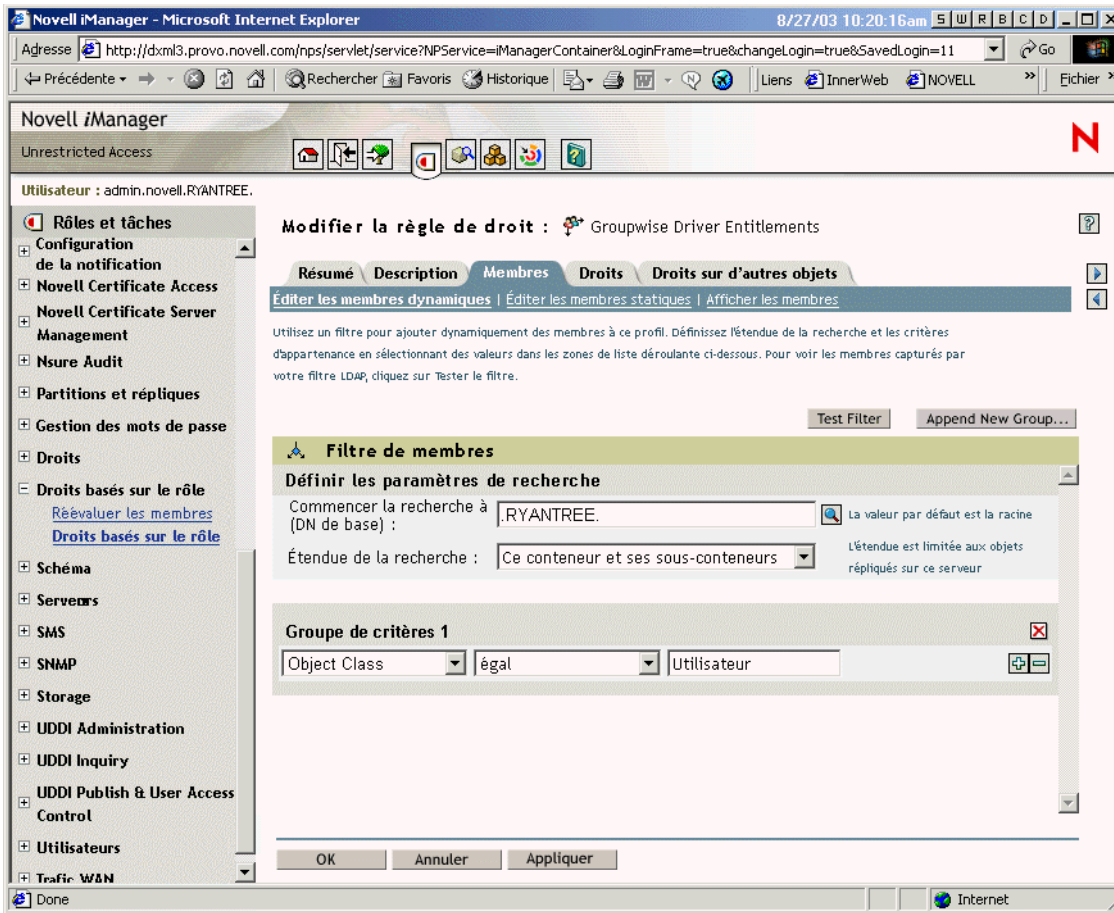 Novell iManager - Microsoft Internet Explorer 8/27/03 10:20:16am S W R B C D
Adresse http://dxml3.provo.novell.com/nps/servlet/service?NPService=iManagerContainer&LoginFrame=true&changeLogin=true&SavedLogin=11 Go
Précédente Rechercher Favoris Historique Liens InnerWeb NOVELL » Eichier »
Novell iManager
Unrestricted Access
N
Utilisateur : admin.novell.RYANTREE.
Rôles et tâches
Configuration
de la notification
Novell Certificate Access
Novell Certificate Server
Management
Nsure Audit
Partitions et répliques
Gestion des mots de passe
Droits
Droits basés sur le rôle
Réévaluer les membres
Droits basés sur le rôle
Schéma
Serveurs
SMS
SNMP
Storage
UDDI Administration
UDDI Inquiry
UDDI Publish & User Access
Control
Utilisateurs
Trafic WAN
Modifier la règle de droit : Groupwise Driver Entitlements
Résumé Description Membres Droits Droits sur d'autres objets
Éditer les membres dynamiques | Éditer les membres statiques | Afficher les membres
Utilisez un filtre pour ajouter dynamiquement des membres à ce profil. Définissez l'étendue de la recherche et les critères
d'appartenance en sélectionnant des valeurs dans les zones de liste déroulante ci-dessous. Pour voir les membres capturés par
votre filtre LDAP, cliquez sur Tester le filtre.
Test Filter Append New Group...
Filtre de membres
Définir les paramètres de recherche
Commencer la recherche à
(DN de base) :
.RYANTREE.
La valeur par défaut est la racine
Étendue de la recherche : Ce conteneur et ses sous-conteneurs
L'étendue est limitée aux objets
répliqués sur ce serveur
Groupe de critères 1
Object Class égal Utilisateur
OK Annuler Appliquer
Done Internet